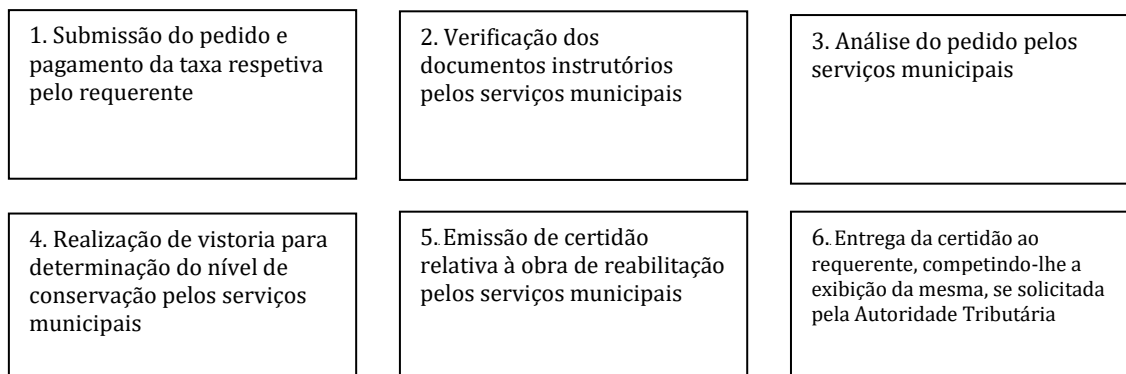 1. Submissão do pedido e
pagamento da taxa respetiva
pelo requerente
2. Verificação dos
documentos instrutórios
pelos serviços municipais
3. Análise do pedido pelos
serviços municipais
4. Realização de vistoria para
determinação do nível de
conservação pelos serviços
municipais
5. Emissão de certidão
relativa à obra de reabilitação
pelos serviços municipais
6. Entrega da certidão ao
requerente, competindo-lhe a
exibição da mesma, se solicitada
pela Autoridade Tributária